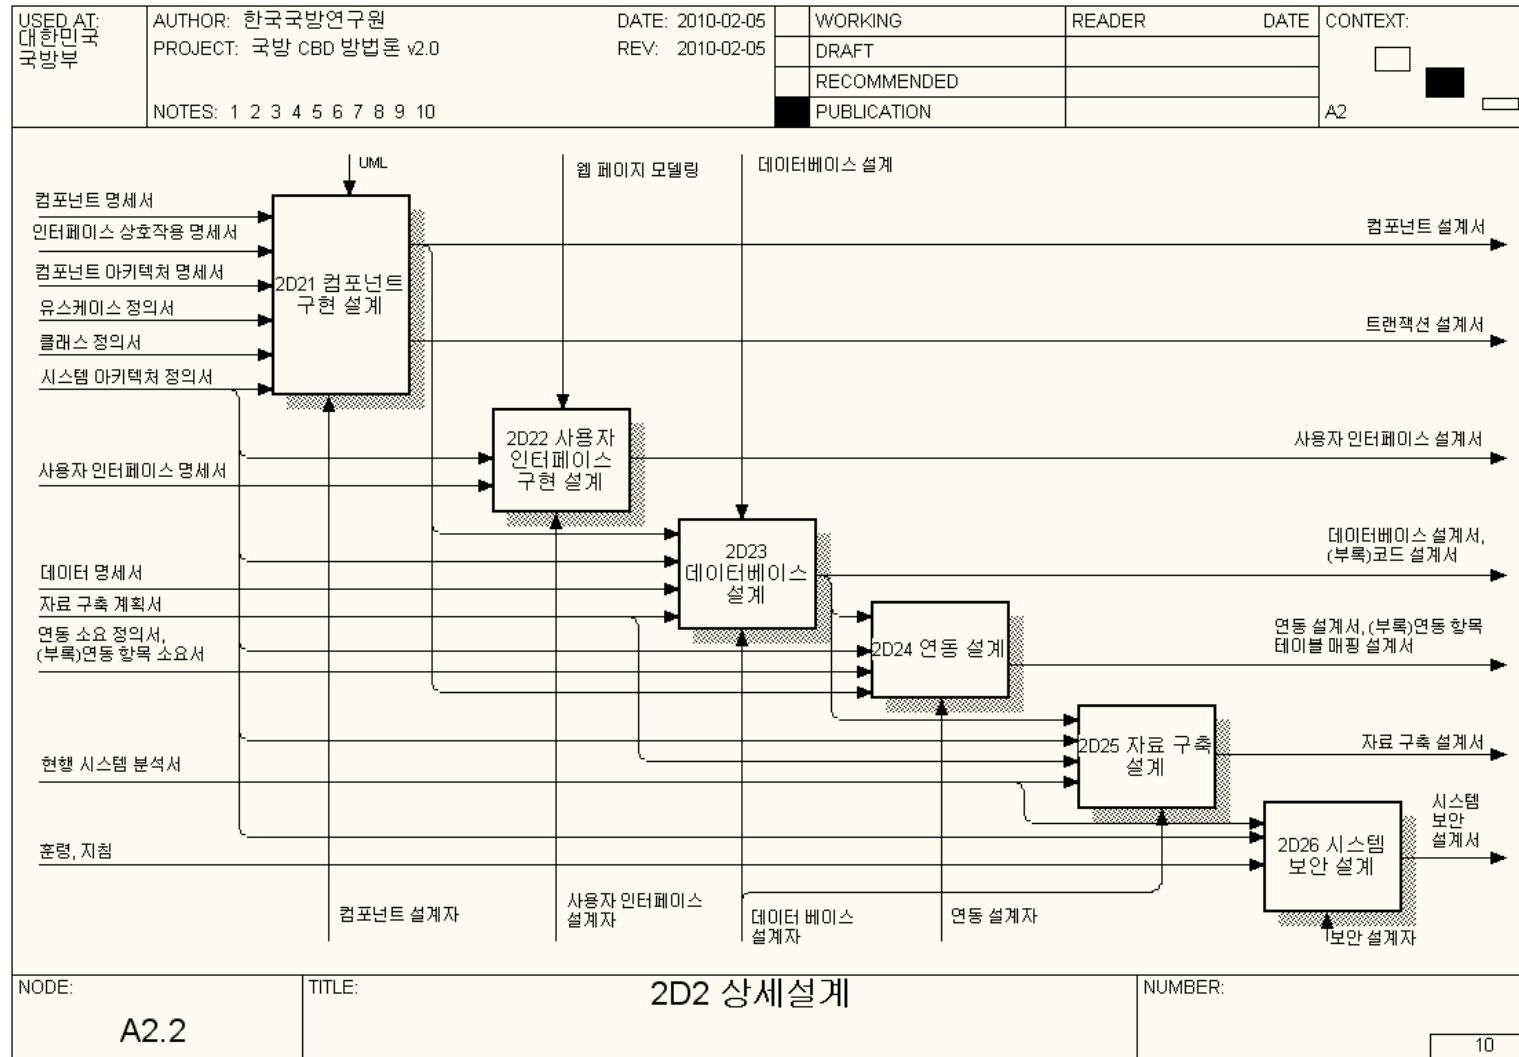 USED AT:
대한민국
국방부
AUTHOR: 한국국방연구원
DATE: 2010-02-05
PROJECT: 국방 CBD 방법론 v2.0
REV: 2010-02-05
NOTES: 1 2 3 4 5 6 7 8 9 10
WORKING
DRAFT
RECOMMENDED
PUBLICATION
READER
DATE
CONTEXT:
A2
UML
웹 페이지 모델링
데이터베이스 설계
컴포넌트 명세서
인터페이스 상호작용 명세서
컴포넌트 아키텍처 명세서
유스케이스 정의서
클래스 정의서
시스템 아키텍처 정의서
2D21 컴포넌트
구현 설계
컴포넌트 설계서
트랜잭션 설계서
사용자 인터페이스 명세서
2D22 사용자
인터페이스
구현 설계
사용자 인터페이스 설계서
데이터 명세서
자료 구축 계획서
2D23
데이터베이스
설계
데이터베이스 설계서,
(부록)코드 설계서
연동 소요 정의서,
(부록)연동 항목 소요서
2D24 연동 설계
연동 설계서, (부록)연동 항목
테이블 매핑 설계서
현행 시스템 분석서
2D25 자료 구축
설계
자료 구축 설계서
훈령, 지침
2D26 시스템
보안 설계
시스템
보안
설계서
컴포넌트 설계자
사용자 인터페이스
설계자
데이터 베이스
설계자
연동 설계자
보안 설계자
NODE:
A2.2
TITLE:
2D2 상세설계
NUMBER:
10